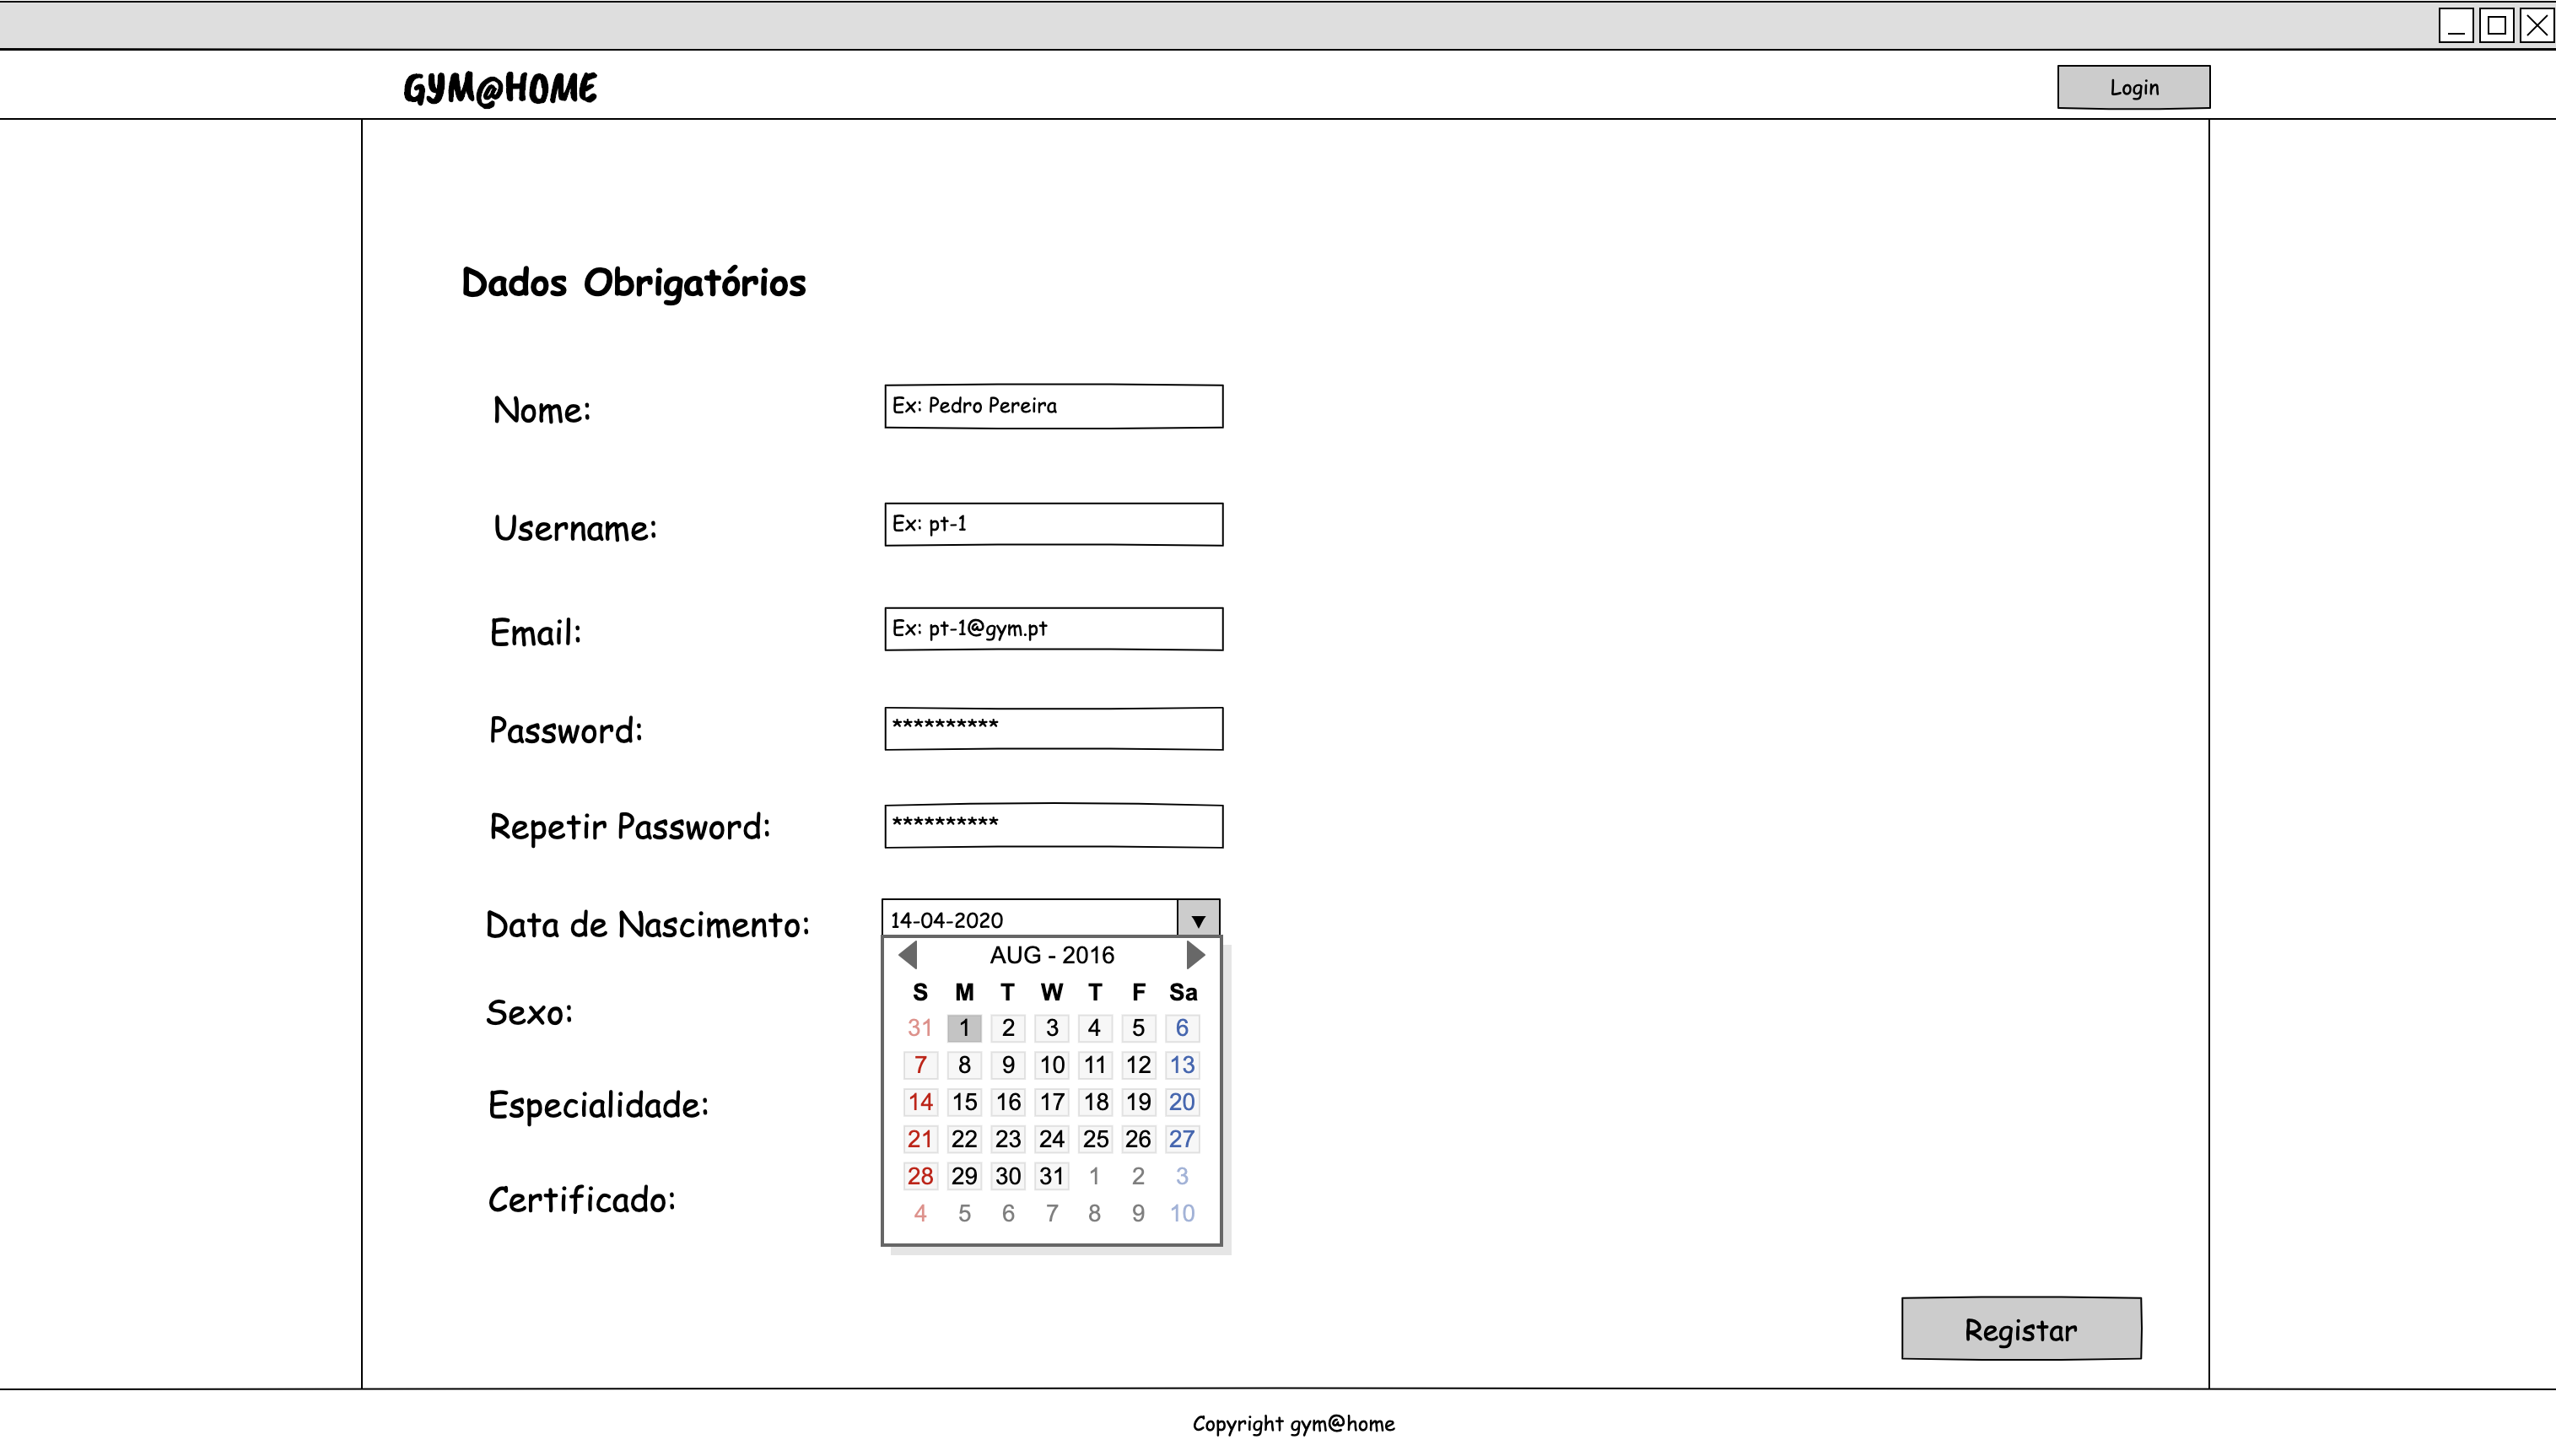 GYM@HOME
Login
Dados Obrigatórios
Nome:
Ex: Pedro Pereira
Username:
Ex: pt-1
Email:
Ex: pt-1@gym.pt
Password:
**********
Repetir Password:
**********
Data de Nascimento:
14-04-2020
AUG - 2016
S M T W T F Sa
31 1 2 3 4 5 6
7 8 9 10 11 12 13
14 15 16 17 18 19 20
21 22 23 24 25 26 27
28 29 30 31 1 2 3
4 5 6 7 8 9 10
Sexo:
Especialidade:
Certificado:
Registar
Copyright gym@home